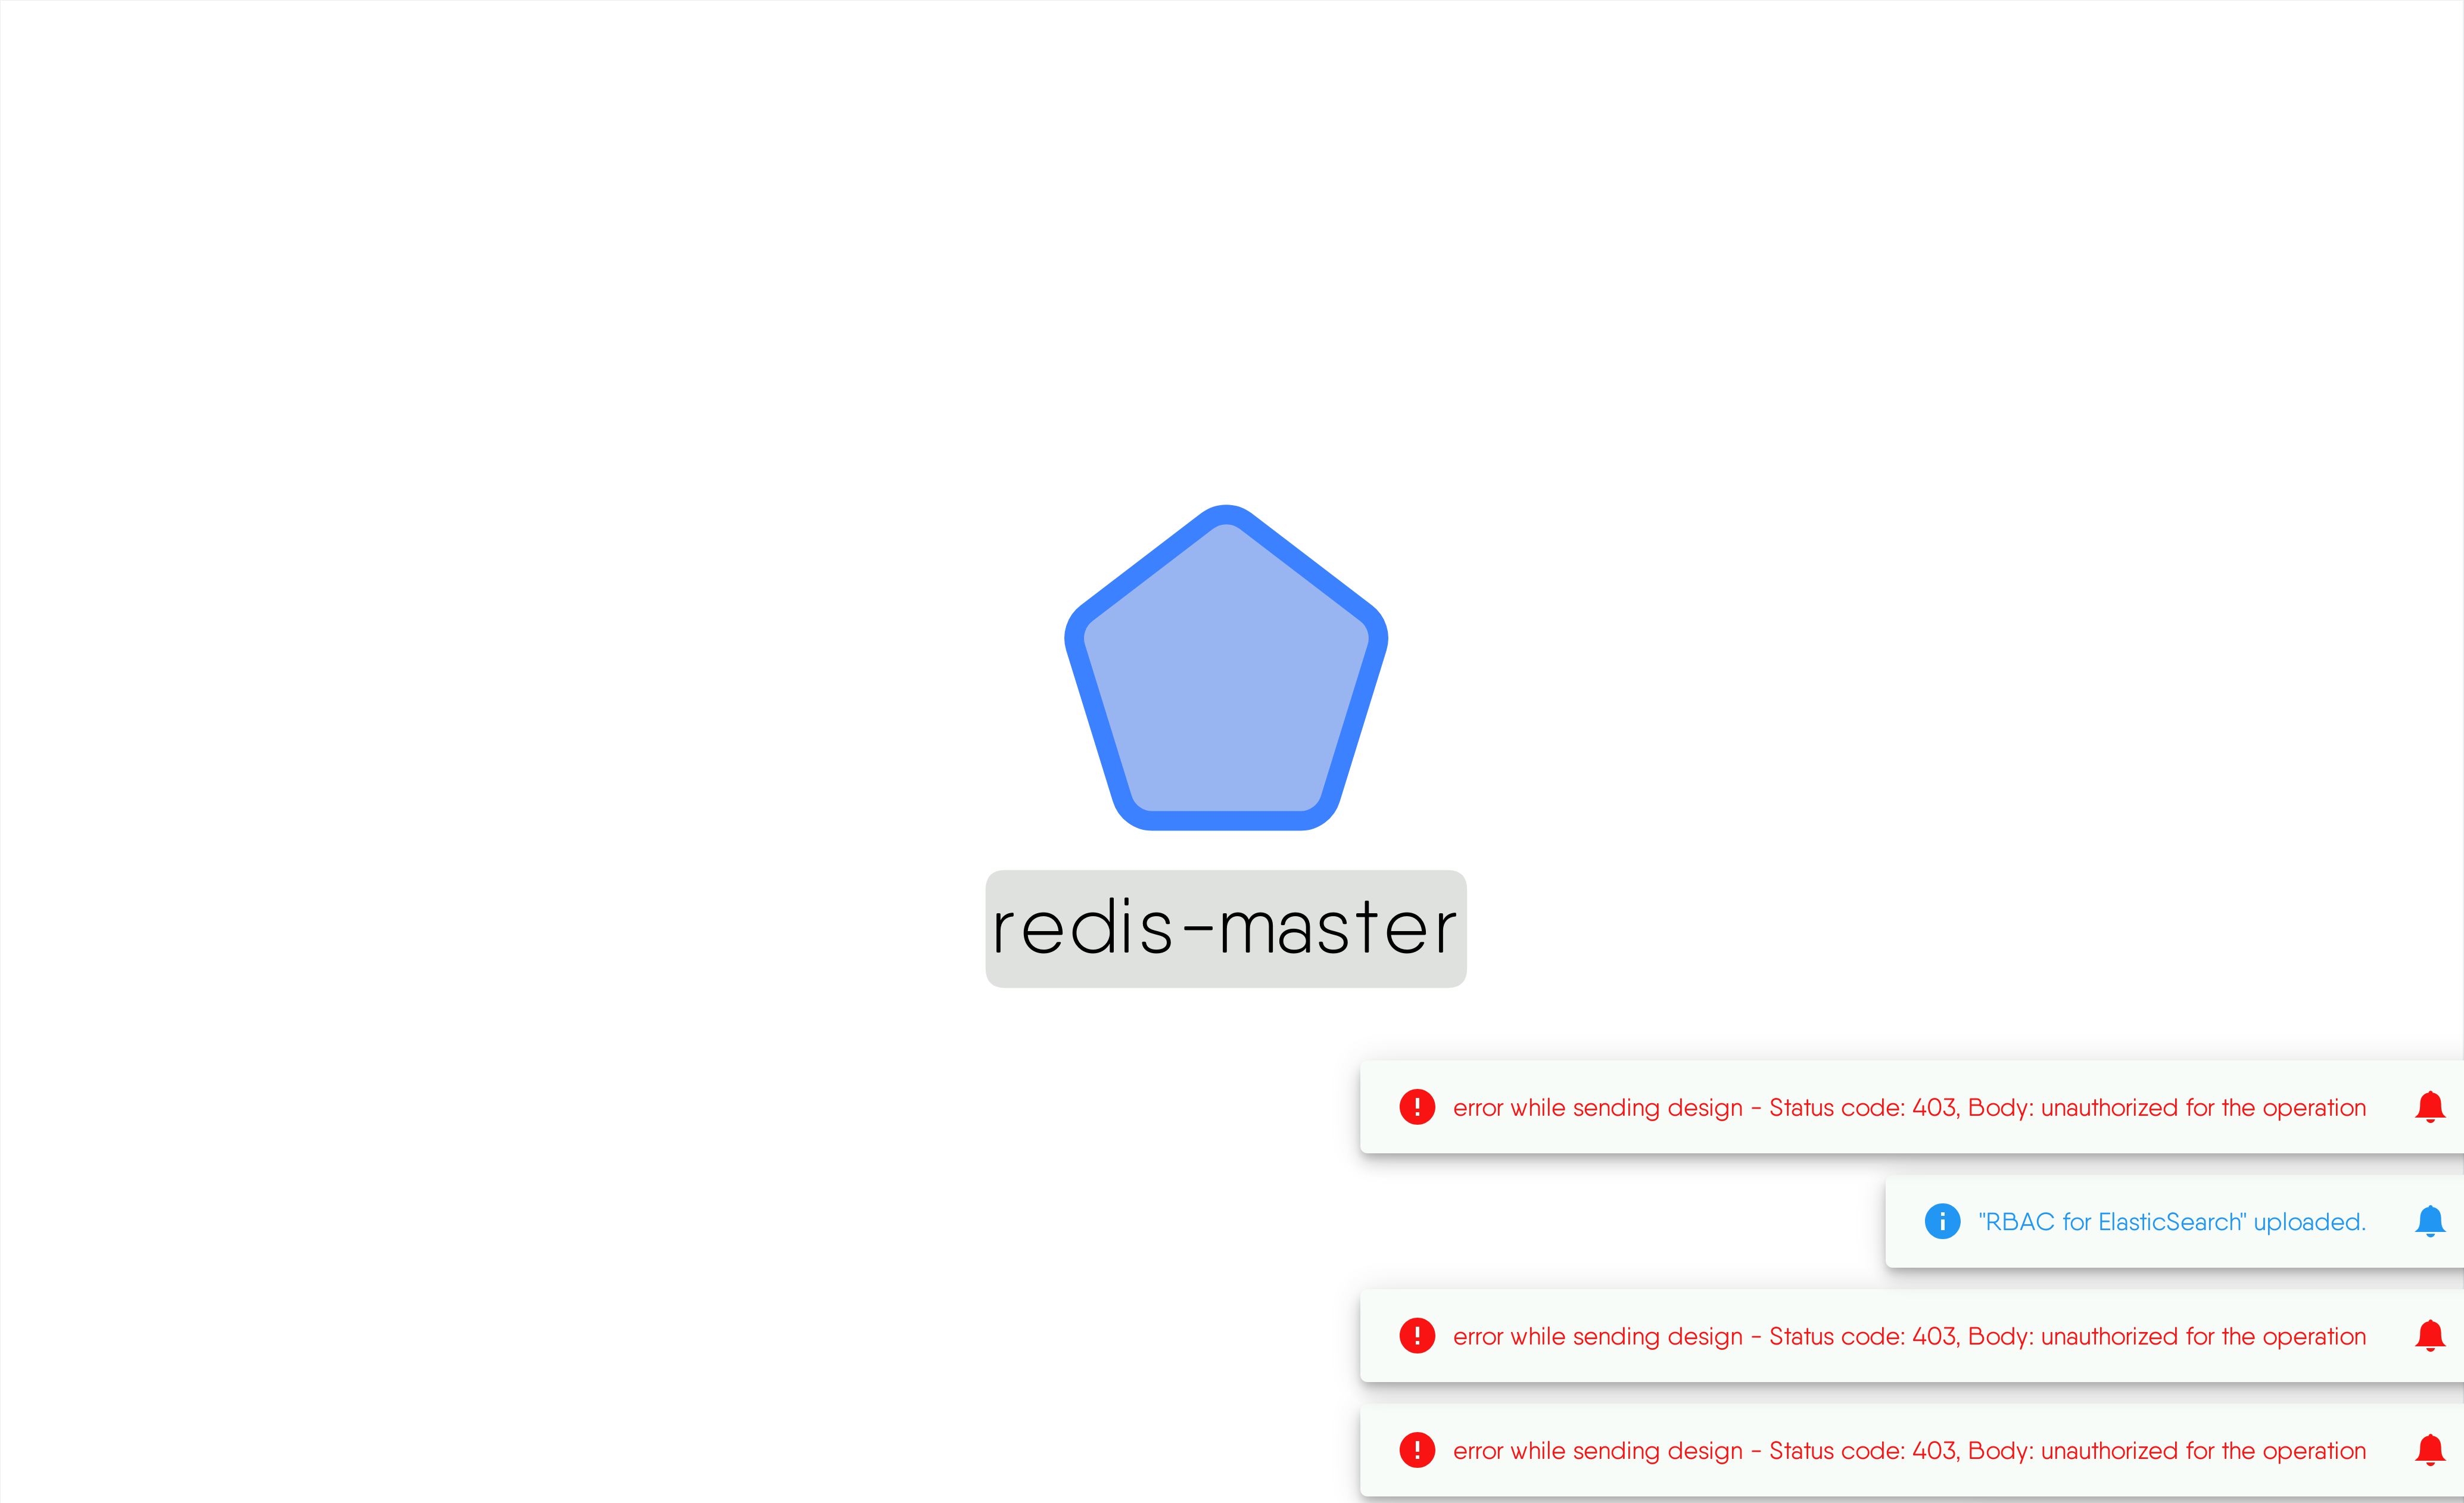 redis-master
error while sending design - Status code: 403, Body: unauthorized for the operation
"RBAC for ElasticSearch" uploaded.
error while sending design - Status code: 403, Body: unauthorized for the operation
error while sending design - Status code: 403, Body: unauthorized for the operation